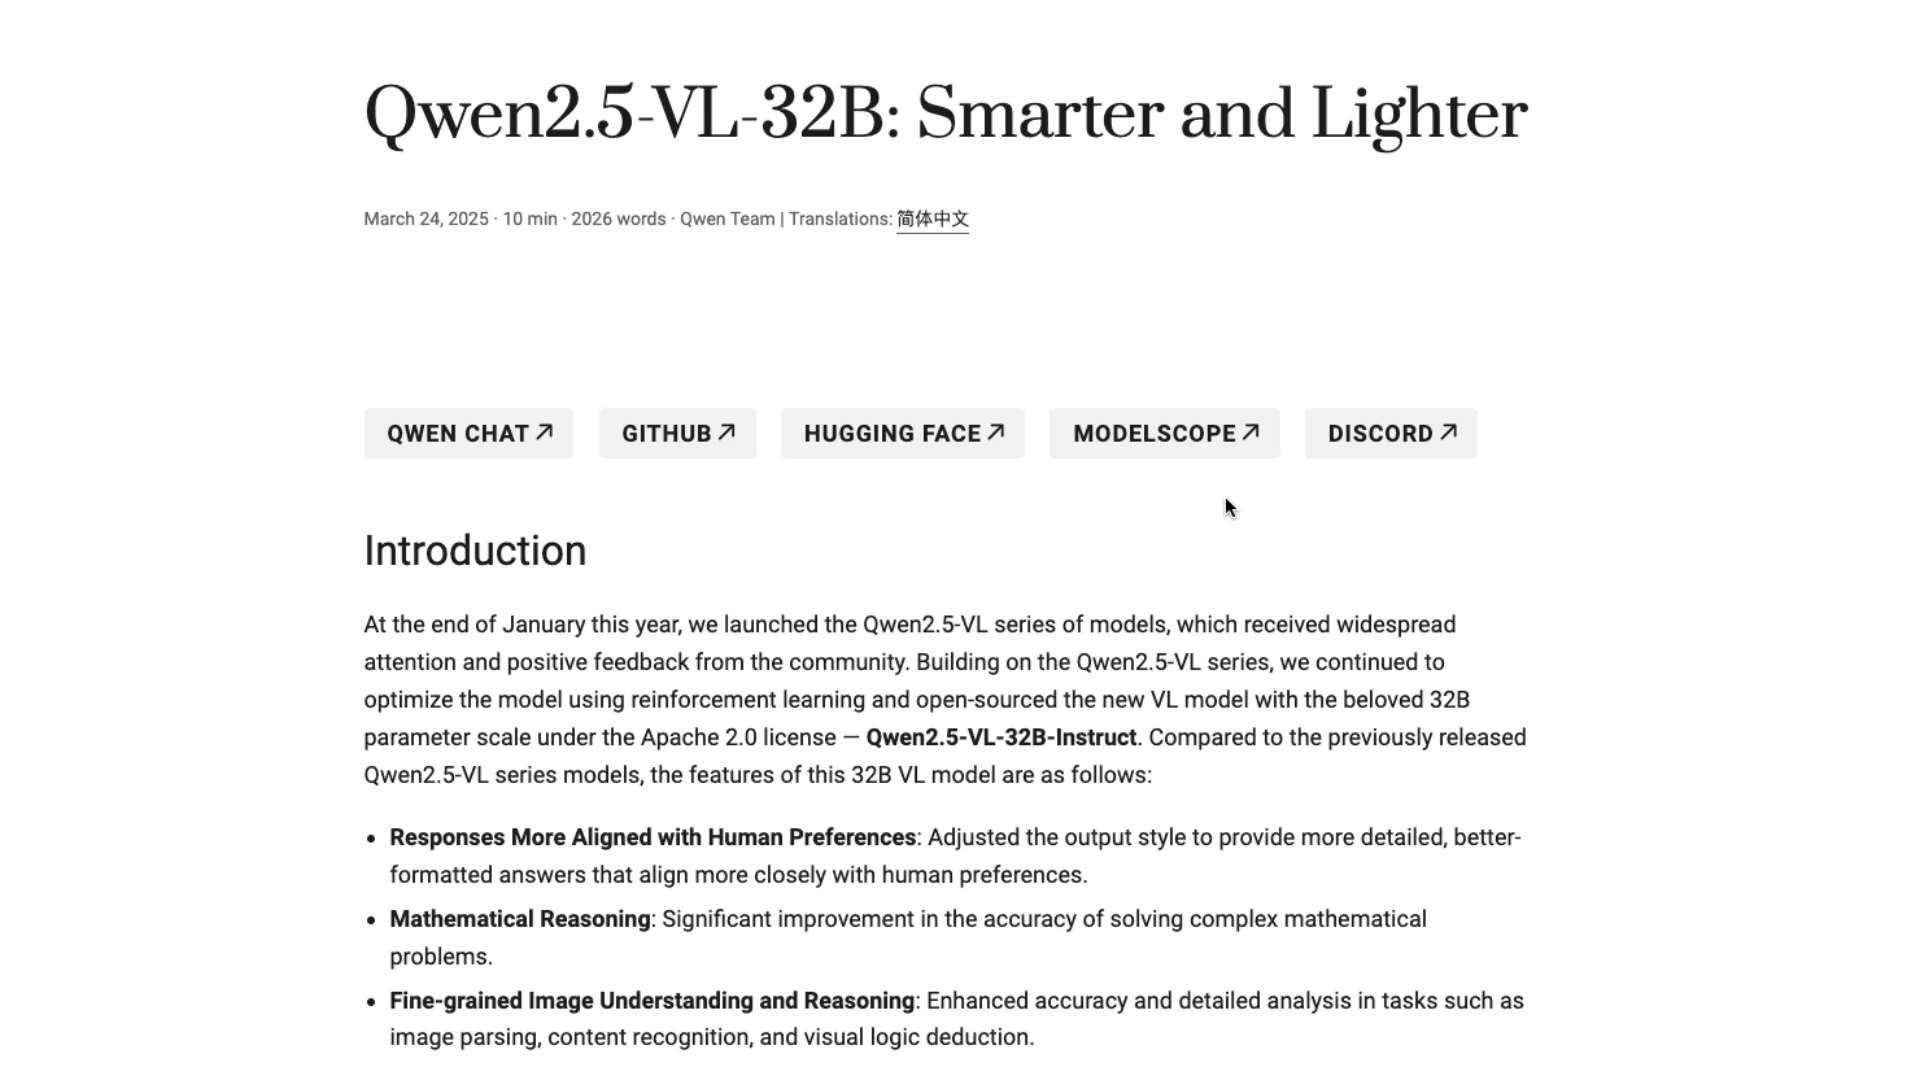 Qwen2.5-VL-32B: Smarter and Lighter
March 24, 2025 · 10 min · 2026 words · Qwen Team | Translations: 简体中文
QWEN CHAT GITHUB HUGGING FACE MODELSCOPE DISCORD
Introduction
At the end of January this year, we launched the Qwen2.5-VL series of models, which received widespread
attention and positive feedback from the community. Building on the Qwen2.5-VL series, we continued to
optimize the model using reinforcement learning and open-sourced the new VL model with the beloved 32B
parameter scale under the Apache 2.0 license — Qwen2.5-VL-32B-Instruct. Compared to the previously released
Qwen2.5-VL series models, the features of this 32B VL model are as follows:
• Responses More Aligned with Human Preferences: Adjusted the output style to provide more detailed, better-
formatted answers that align more closely with human preferences.
• Mathematical Reasoning: Significant improvement in the accuracy of solving complex mathematical
problems.
• Fine-grained Image Understanding and Reasoning: Enhanced accuracy and detailed analysis in tasks such as
image parsing, content recognition, and visual logic deduction.